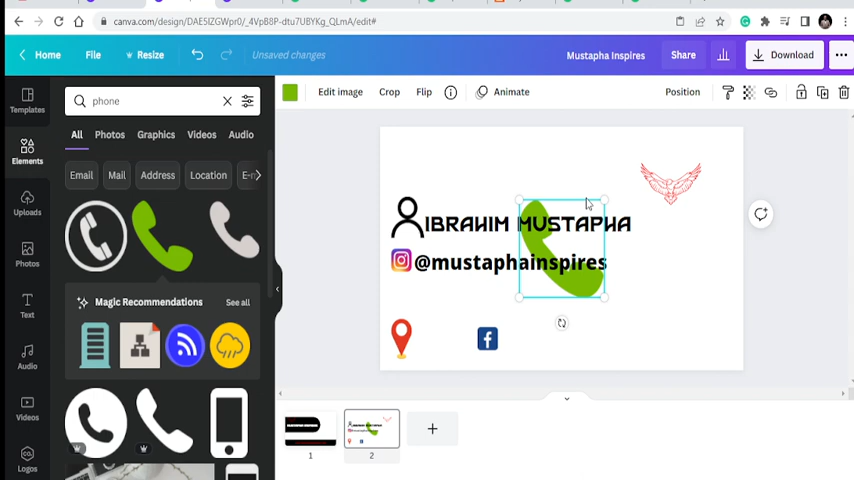 canva.com/design/DAE5IZGWpr0/_4VpB8P-dtu7UBYKg_QLmA/edit#
Home
File
Resize
Unsaved changes
Mustapha Inspires
Share
Download
Templates
Elements
Uploads
Photos
Text
Audio
Videos
Logos
phone
All
Photos
Graphics
Videos
Audio
Email
Mail
Address
Location
E-m
Magic Recommendations
See all
Edit image
Crop
Flip
Animate
Position
IBRAHIM MUSTAPHA
@mustaphainspires
1
2